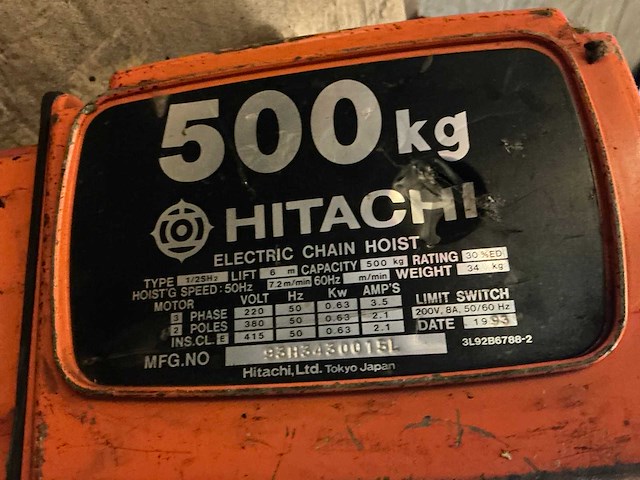 500 kg
HITACHI
ELECTRIC CHAIN HOIST
TYPE 1/2SH2 LIFT 6 m CAPACITY 500 kg RATING 30 %ED
HOIST'G SPEED: 50Hz 7.2 m/min 60Hz m/min WEIGHT 34 kg
MOTOR VOLT Hz Kw AMP'S
3 PHASE 220 50 0.63 3.5 LIMIT SWITCH
2 POLES 380 50 0.63 2.1 200V, 8A, 50/60 Hz
INS.CL. E 415 50 0.63 2.1 DATE 1993
MFG.NO 93H3430015L 3L92B6788-2
Hitachi, Ltd. Tokyo Japan